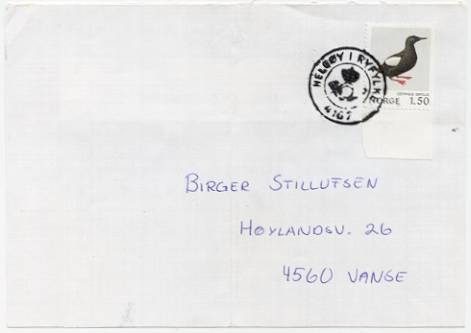 HELGØY I RYFYLKE
4167
NORGE 1.50
BIRGER STILLUFSEN
HØYLANDSV. 26
4560 VANSE